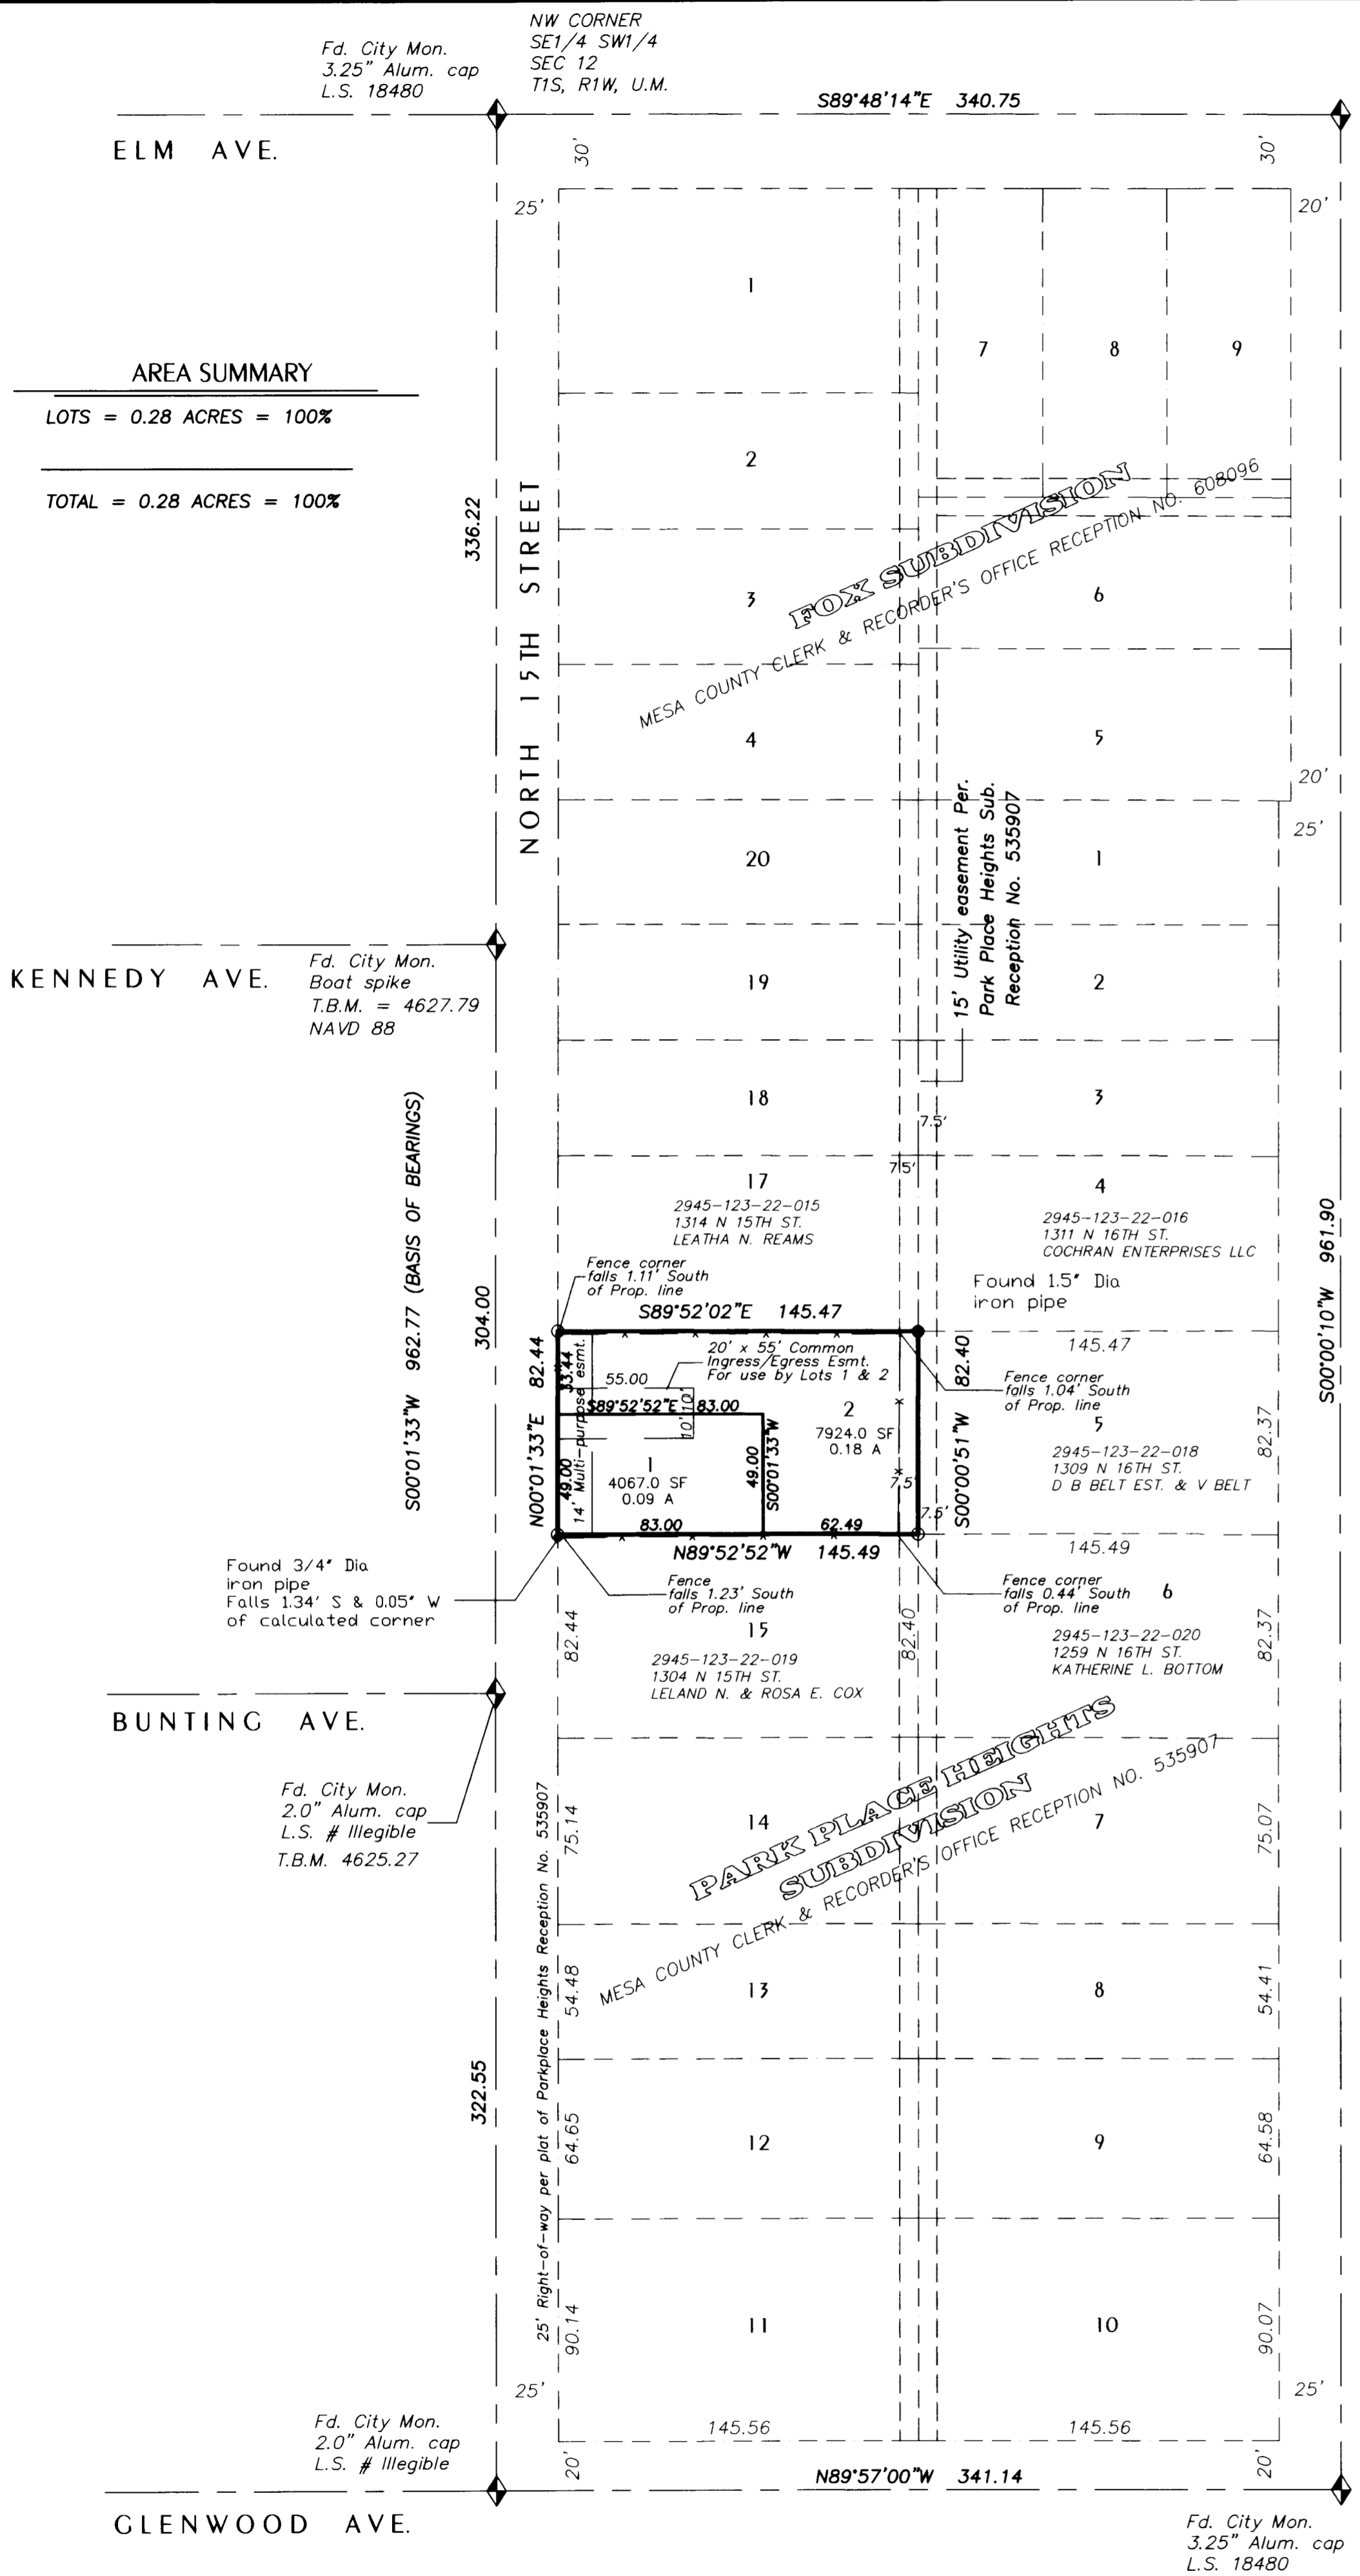 NW CORNER
SE1/4 SW1/4
SEC 12
T1S, R1W, U.M.
Fd. City Mon.
3.25" Alum. cap
L.S. 18480
S89°48'14"E 340.75
ELM AVE.
30'
30'
25'
20'
1
7
8
9
AREA SUMMARY
LOTS = 0.28 ACRES = 100%
TOTAL = 0.28 ACRES = 100%
2
336.22
NORTH 15TH STREET
FOX SUBDIVISION
MESA COUNTY CLERK & RECORDER'S OFFICE RECEPTION NO. 608096
3
6
4
5
20'
25'
20
1
15' Utility easement Per.
Park Place Heights Sub.
Reception No. 535907
KENNEDY AVE.
Fd. City Mon.
Boat spike
T.B.M. = 4627.79
NAVD 88
19
2
18
3
7.5'
7.5'
S00°01'33"W 962.77 (BASIS OF BEARINGS)
304.00
17
2945-123-22-015
1314 N 15TH ST.
LEATHA N. REAMS
4
2945-123-22-016
1311 N 16TH ST.
COCHRAN ENTERPRISES LLC
S00°00'10"W 961.90
Fence corner
falls 1.11' South
of Prop. line
Found 1.5" Dia
iron pipe
S89°52'02"E 145.47
145.47
N00°01'33"E 82.44
33.44
14' Multi-purpose esmt.
20' x 55' Common
Ingress/Egress Esmt.
For use by Lots 1 & 2
55.00
S89°52'52"E 83.00
10'
10'
2
7924.0 SF
0.18 A
S00°00'51"W 82.40
Fence corner
falls 1.04' South
of Prop. line
5
2945-123-22-018
1309 N 16TH ST.
D B BELT EST. & V BELT
82.37
49.00
1
4067.0 SF
0.09 A
49.00
S00°01'33"W
7.5'
7.5'
83.00
62.49
N89°52'52"W 145.49
145.49
Found 3/4" Dia
iron pipe
Falls 1.34' S & 0.05" W
of calculated corner
Fence
falls 1.23' South
of Prop. line
Fence corner
falls 0.44' South
of Prop. line
6
82.44
15
2945-123-22-019
1304 N 15TH ST.
LELAND N. & ROSA E. COX
82.40
2945-123-22-020
1259 N 16TH ST.
KATHERINE L. BOTTOM
82.37
BUNTING AVE.
Fd. City Mon.
2.0" Alum. cap
L.S. # Illegible
T.B.M. 4625.27
PARK PLACE HEIGHTS
SUBDIVISION
MESA COUNTY CLERK & RECORDER'S OFFICE RECEPTION NO. 535907
25' Right-of-way per plat of Parkplace Heights Reception No. 535907
75.14
14
7
75.07
54.48
13
8
54.41
322.55
64.65
12
9
64.58
90.14
11
10
90.07
25'
25'
Fd. City Mon.
2.0" Alum. cap
L.S. # Illegible
145.56
145.56
20'
20'
N89°57'00"W 341.14
GLENWOOD AVE.
Fd. City Mon.
3.25" Alum. cap
L.S. 18480